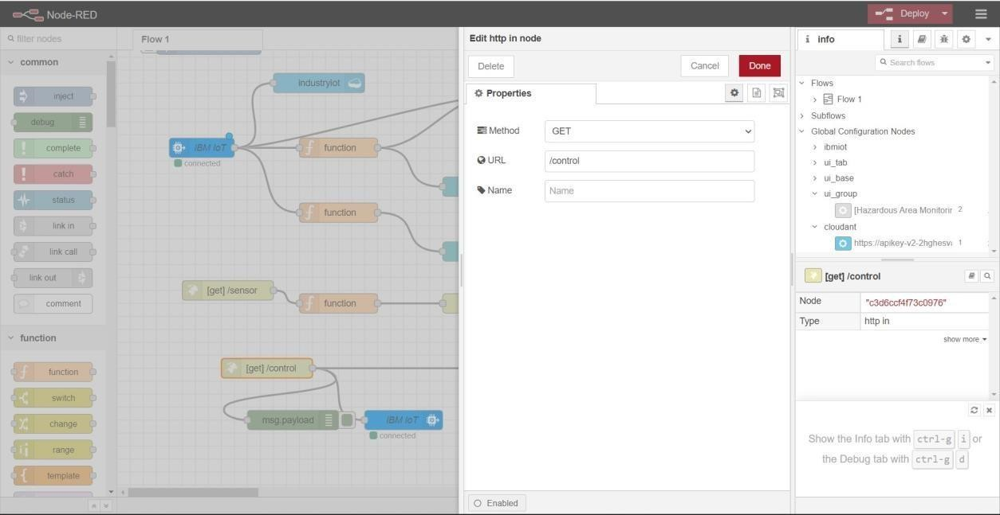 Node-RED
Deploy
filter nodes
Flow 1
Edit http in node
info
common
Delete
Cancel
Done
Search flows
inject
industryiot
Properties
Flows
debug
Flow 1
Subflows
complete
IBM IoT
function
Method
GET
Global Configuration Nodes
connected
ibmiot
catch
URL
/control
ui_tab
status
Name
Name
ui_base
link in
function
ui_group
[Hazardous Area Monitorin
2
link call
cloudant
https://apikey-v2-2hghesv
1
link out
[get] /sensor
[get] /control
comment
function
Node
"c3d6ccf4f73c0976"
Type
http in
function
show more
function
[get] /control
switch
change
msg.payload
IBM IoT
connected
Show the Info tab with ctrl-g i or
the Debug tab with ctrl-g d
range
template
Enabled